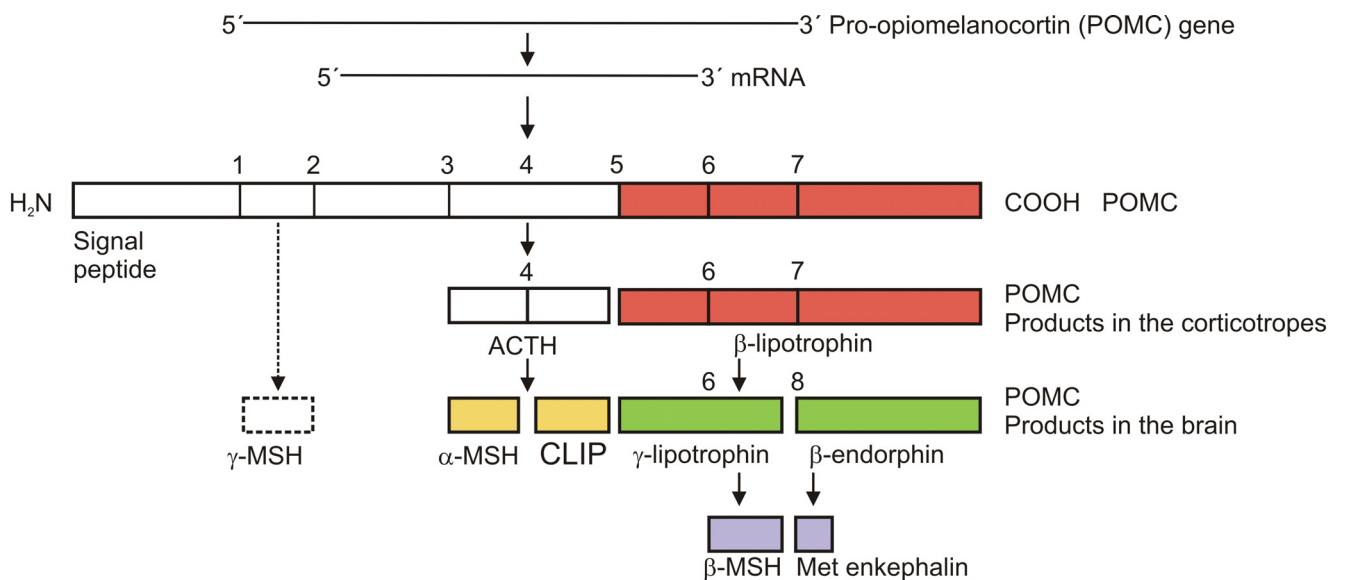 5´ 3´ Pro-opiomelanocortin (POMC) gene
5´ 3´ mRNA
1 2 3 4 5 6 7
H₂N COOH POMC
Signal
peptide
4 6 7
POMC
Products in the corticotropes
ACTH β-lipotrophin
6 8
POMC
Products in the brain
γ-MSH α-MSH CLIP γ-lipotrophin β-endorphin
β-MSH Met enkephalin